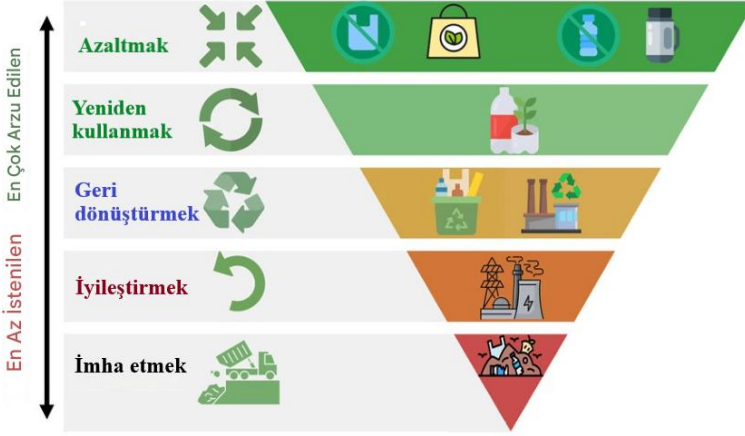 En Çok Arzu Edilen
En Az İstenilen
Azaltmak
Yeniden
kullanmak
Geri
dönüştürmek
İyileştirmek
İmha etmek